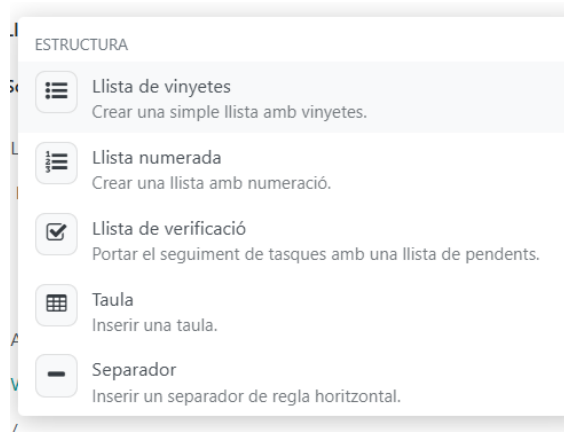 ESTRUCTURA
Llista de vinyetes
Crear una simple llista amb vinyetes.
Llista numerada
Crear una llista amb numeració.
Llista de verificació
Portar el seguiment de tasques amb una llista de pendents.
Taula
Inserir una taula.
Separador
Inserir un separador de regla horitzontal.